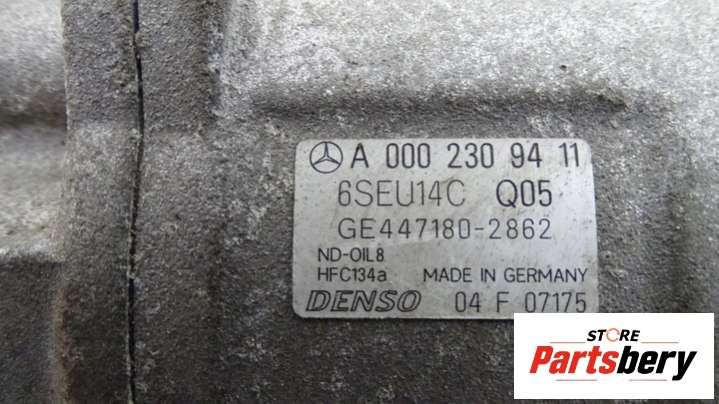 A 000 230 94 11
6SEU14C Q05
GE447180-2862
ND-OIL8
HFC134a MADE IN GERMANY
DENSO 04 F 07175
STORE
Partsbery